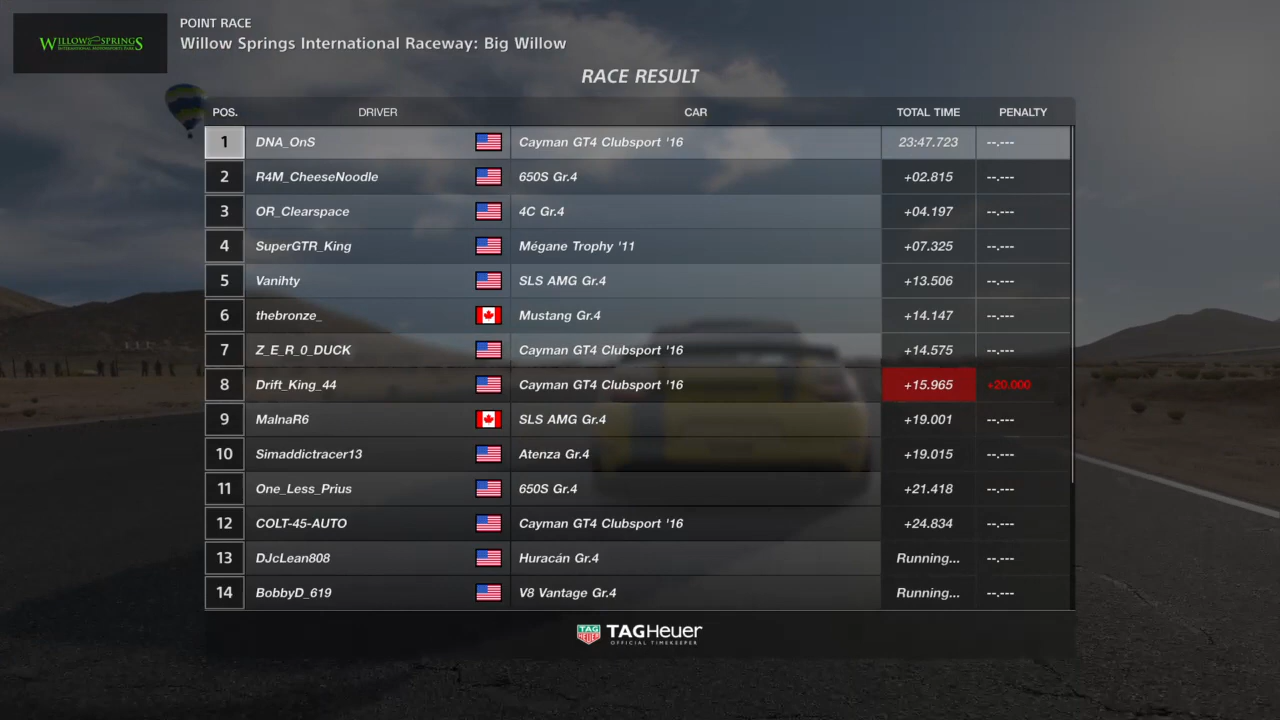 WILLOW SPRINGS
INTERNATIONAL MOTORSPORTS PARK
POINT RACE
Willow Springs International Raceway: Big Willow
RACE RESULT
POS. DRIVER CAR TOTAL TIME PENALTY
1 DNA_OnS Cayman GT4 Clubsport '16 23:47.723 --.---
2 R4M_CheeseNoodle 650S Gr.4 +02.815 --.---
3 OR_Clearspace 4C Gr.4 +04.197 --.---
4 SuperGTR_King Mégane Trophy '11 +07.325 --.---
5 Vanihty SLS AMG Gr.4 +13.506 --.---
6 thebronze_ Mustang Gr.4 +14.147 --.---
7 Z_E_R_0_DUCK Cayman GT4 Clubsport '16 +14.575 --.---
8 Drift_King_44 Cayman GT4 Clubsport '16 +15.965 +20.000
9 MalnaR6 SLS AMG Gr.4 +19.001 --.---
10 Simaddictracer13 Atenza Gr.4 +19.015 --.---
11 One_Less_Prius 650S Gr.4 +21.418 --.---
12 COLT-45-AUTO Cayman GT4 Clubsport '16 +24.834 --.---
13 DJcLean808 Huracán Gr.4 Running... --.---
14 BobbyD_619 V8 Vantage Gr.4 Running... --.---
TAG HEUER TAGHeuer
OFFICIAL TIMEKEEPER